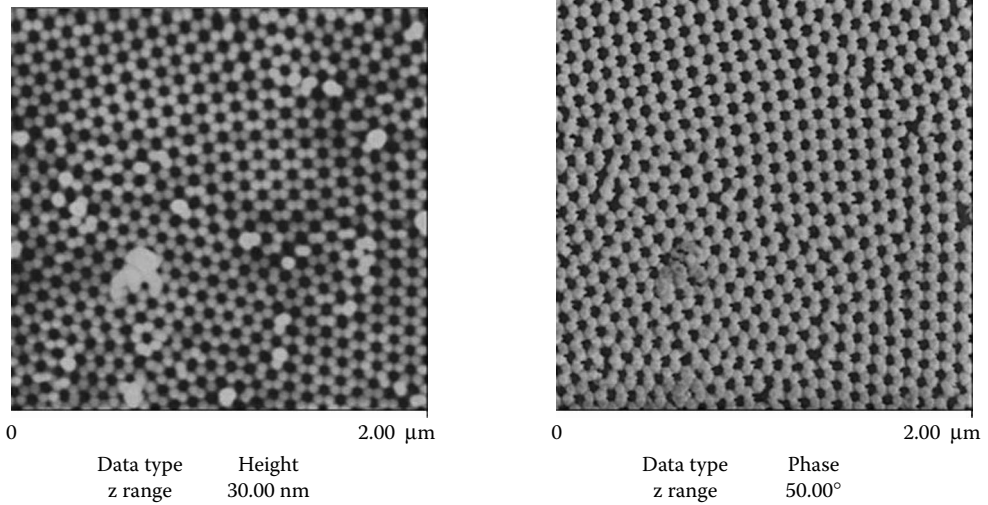 0 2.00 μm
Data type Height
z range 30.00 nm
0 2.00 μm
Data type Phase
z range 50.00°